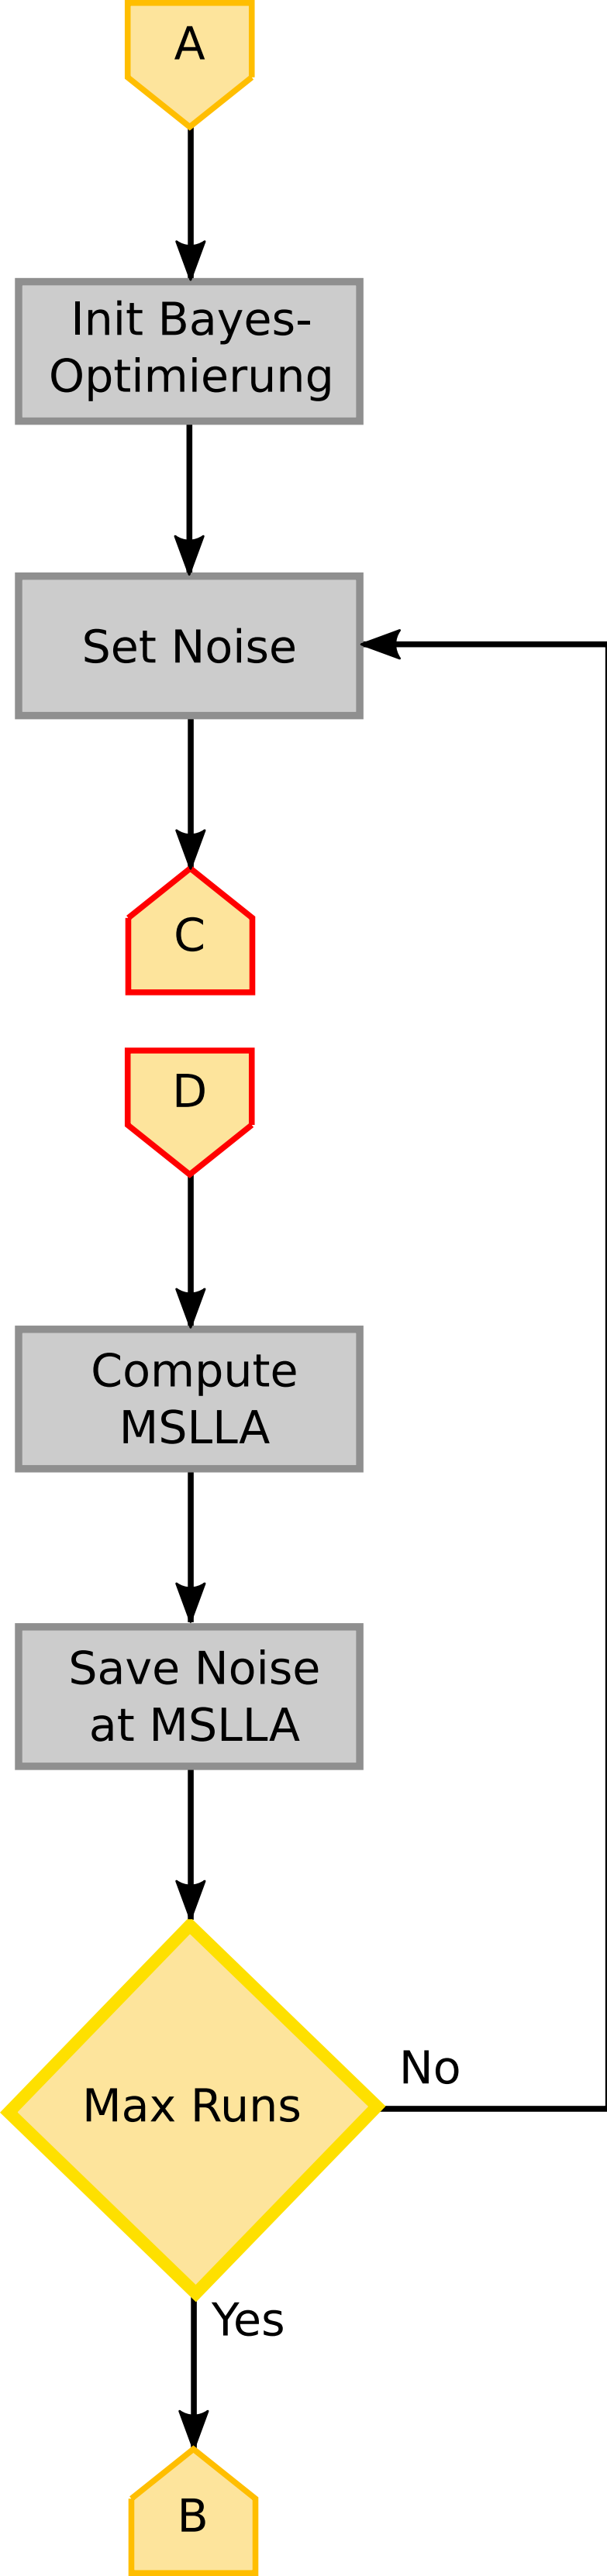 A
Init Bayes-
Optimierung
Set Noise
C
D
Compute
MSLLA
Save Noise
at MSLLA
Max Runs
No
Yes
B